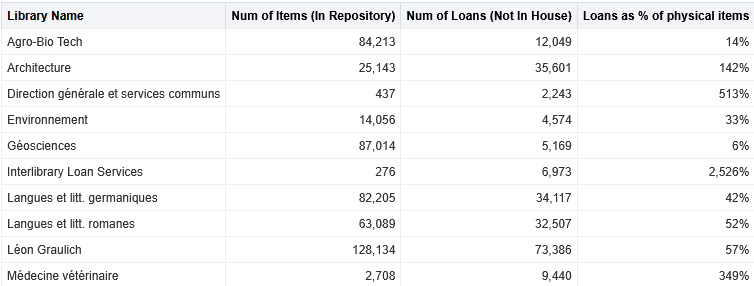 Library Name Num of Items (In Repository) Num of Loans (Not In House) Loans as % of physical items
Agro-Bio Tech 84,213 12,049 14%
Architecture 25,143 35,601 142%
Direction générale et services communs 437 2,243 513%
Environnement 14,056 4,574 33%
Géosciences 87,014 5,169 6%
Interlibrary Loan Services 276 6,973 2,526%
Langues et litt. germaniques 82,205 34,117 42%
Langues et litt. romanes 63,089 32,507 52%
Léon Graulich 128,134 73,386 57%
Médecine vétérinaire 2,708 9,440 349%